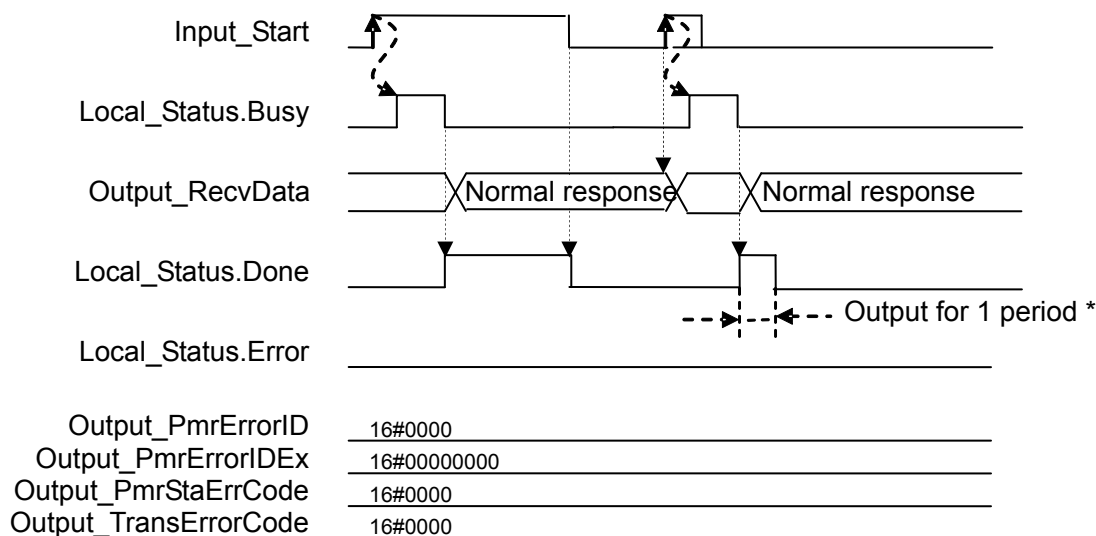 Input_Start
Local_Status.Busy
Output_RecvData
Normal response
Normal response
Local_Status.Done
Output for 1 period *
Local_Status.Error
Output_PmrErrorID
16#0000
Output_PmrErrorIDEx
16#00000000
Output_PmrStaErrCode
16#0000
Output_TransErrorCode
16#0000